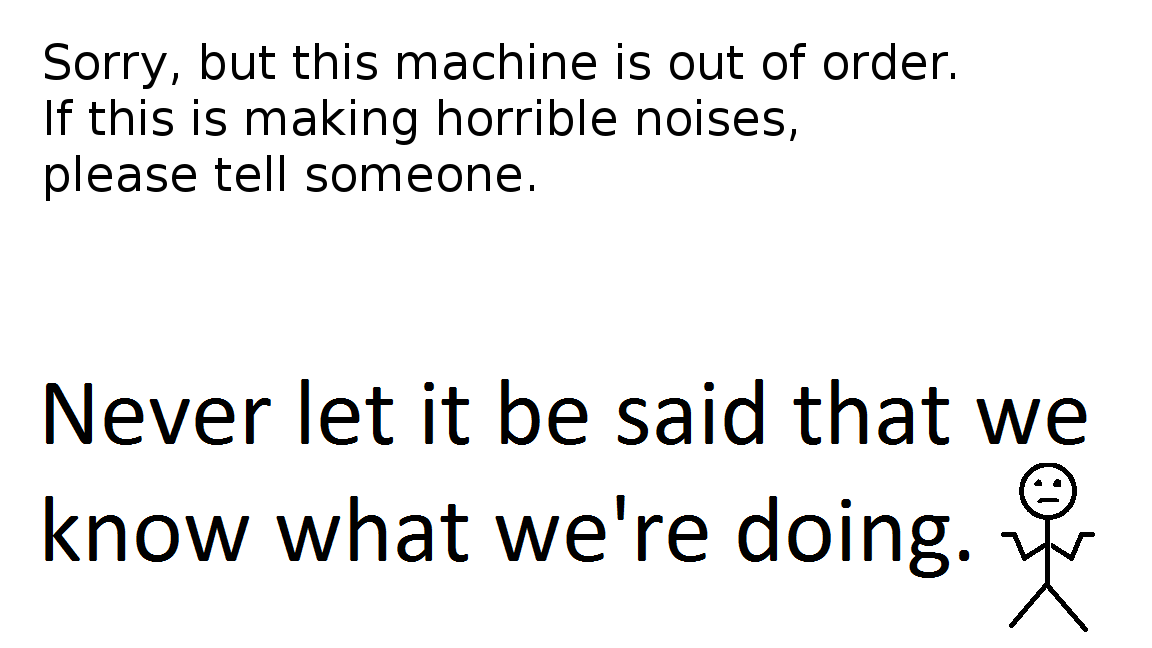 Sorry, but this machine is out of order.
If this is making horrible noises,
please tell someone.
Never let it be said that we
know what we're doing.